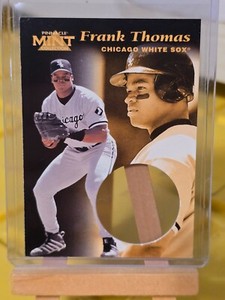 PINNACLE
MINT
Frank Thomas
CHICAGO WHITE SOX®
Chicago